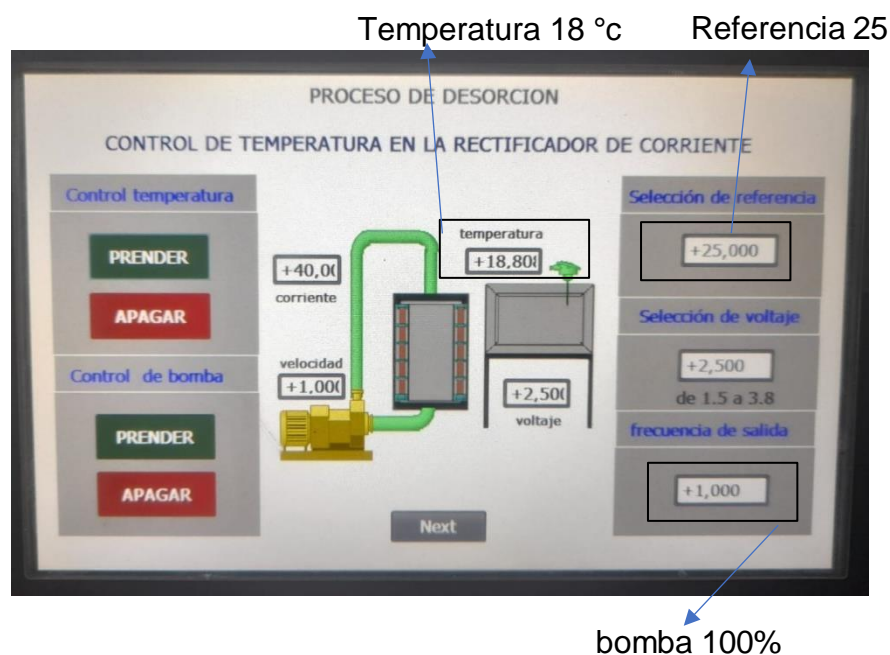 Temperatura 18 °c
Referencia 25
PROCESO DE DESORCION
CONTROL DE TEMPERATURA EN LA RECTIFICADOR DE CORRIENTE
Control temperatura
PRENDER
APAGAR
Control de bomba
PRENDER
APAGAR
+40,0(
corriente
velocidad
+1,00(
temperatura
+18,80
+2,50(
voltaje
Next
Selección de referencia
+25,000
Selección de voltaje
+2,500
de 1.5 a 3.8
frecuencia de salida
+1,000
bomba 100%